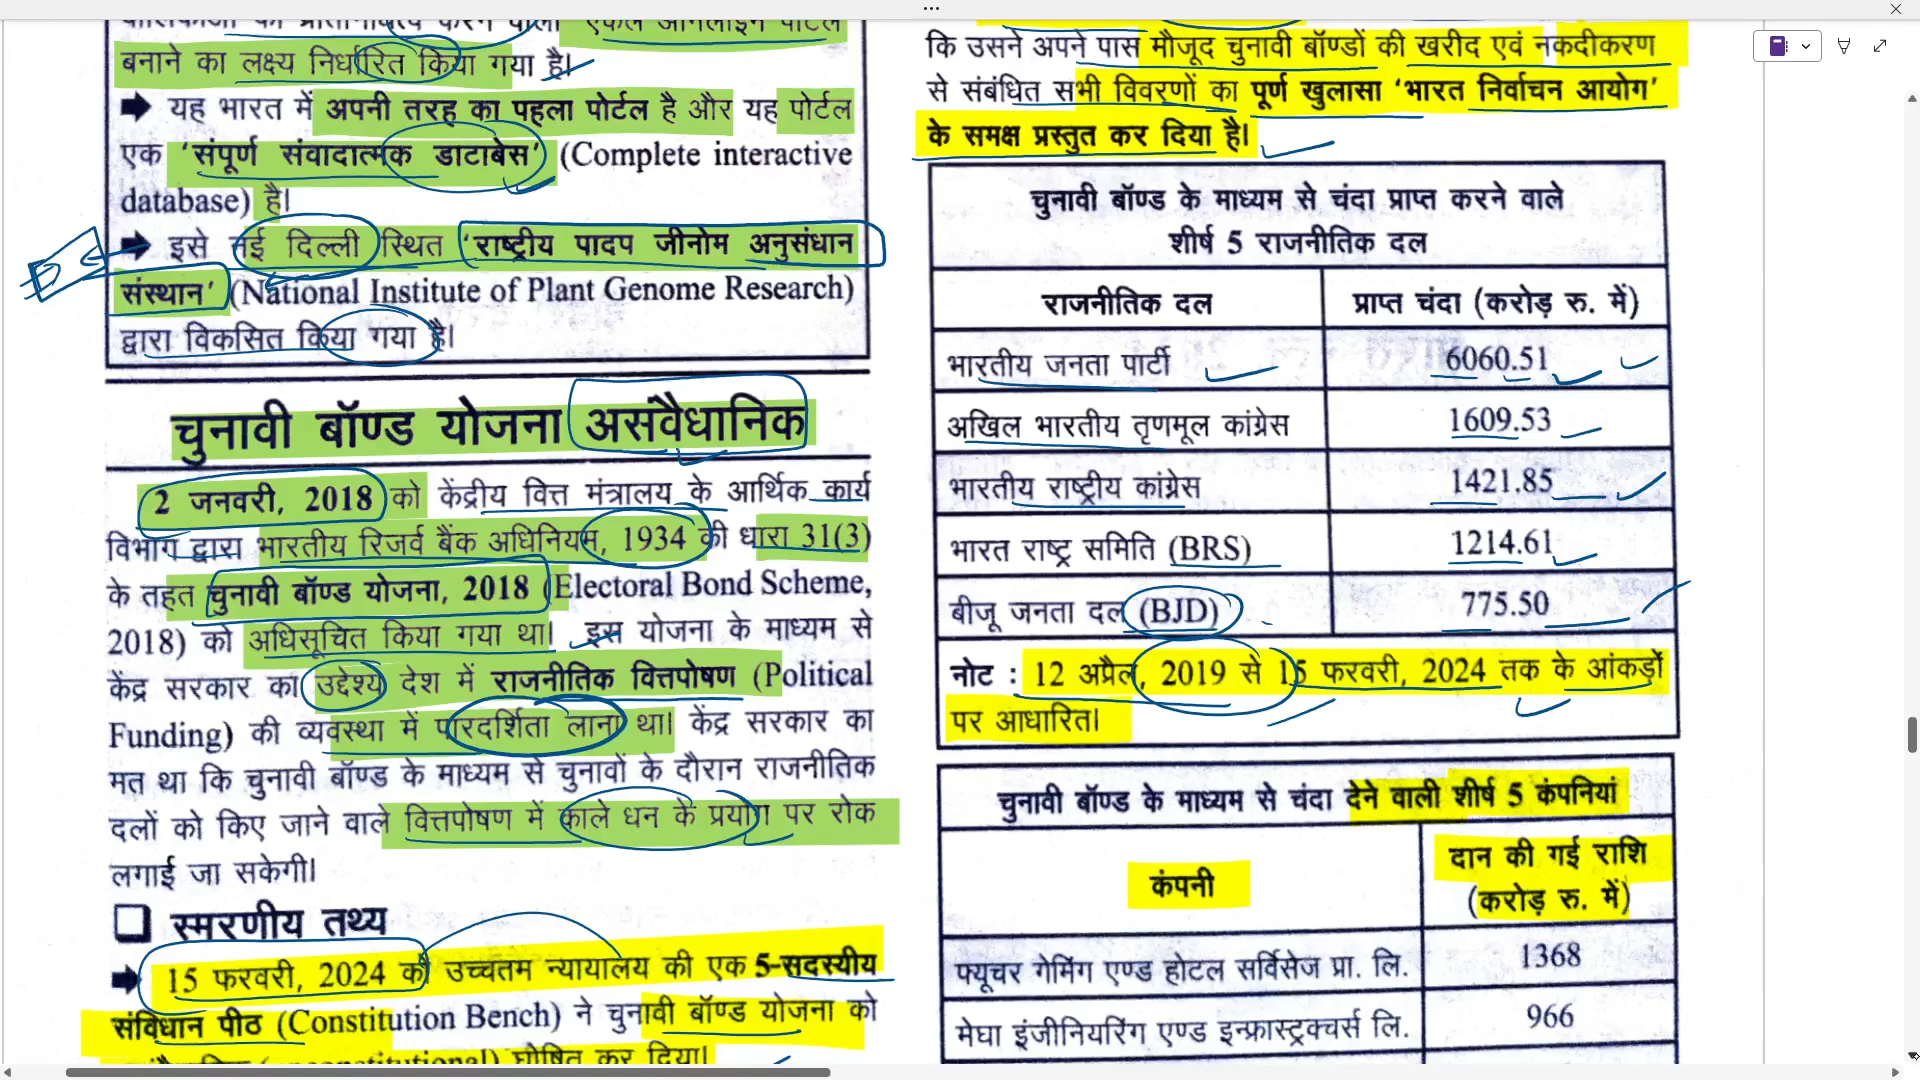 एकल ऑनलाइन पोर्टल
बनाने का लक्ष्य निर्धारित किया गया है।
यह भारत में अपनी तरह का पहला पोर्टल है और यह पोर्टल
एक ‘संपूर्ण संवादात्मक डाटाबेस’ (Complete interactive
database) है।
इसे नई दिल्ली स्थित ‘राष्ट्रीय पादप जीनोम अनुसंधान
संस्थान’ (National Institute of Plant Genome Research)
द्वारा विकसित किया गया है।
चुनावी बॉण्ड योजना असंवैधानिक
2 जनवरी, 2018 को केंद्रीय वित्त मंत्रालय के आर्थिक कार्य
विभाग द्वारा भारतीय रिजर्व बैंक अधिनियम, 1934 की धारा 31(3)
के तहत चुनावी बॉण्ड योजना, 2018 (Electoral Bond Scheme,
2018) को अधिसूचित किया गया था। इस योजना के माध्यम से
केंद्र सरकार का उद्देश्य देश में राजनीतिक वित्तपोषण (Political
Funding) की व्यवस्था में पारदर्शिता लाना था। केंद्र सरकार का
मत था कि चुनावी बॉण्ड के माध्यम से चुनावों के दौरान राजनीतिक
दलों को किए जाने वाले वित्तपोषण में काले धन के प्रयोग पर रोक
लगाई जा सकेगी।
स्मरणीय तथ्य
15 फरवरी, 2024 को उच्चतम न्यायालय की एक 5-सदस्यीय
संविधान पीठ (Constitution Bench) ने चुनावी बॉण्ड योजना को
घोषित कर दिया।
कि उसने अपने पास मौजूद चुनावी बॉण्डों की खरीद एवं नकदीकरण
से संबंधित सभी विवरणों का पूर्ण खुलासा ‘भारत निर्वाचन आयोग’
के समक्ष प्रस्तुत कर दिया है।
चुनावी बॉण्ड के माध्यम से चंदा प्राप्त करने वाले
शीर्ष 5 राजनीतिक दल
राजनीतिक दल प्राप्त चंदा (करोड़ रु. में)
भारतीय जनता पार्टी 6060.51
अखिल भारतीय तृणमूल कांग्रेस 1609.53
भारतीय राष्ट्रीय कांग्रेस 1421.85
भारत राष्ट्र समिति (BRS) 1214.61
बीजू जनता दल (BJD) 775.50
नोट : 12 अप्रैल, 2019 से 15 फरवरी, 2024 तक के आंकड़ों
पर आधारित।
चुनावी बॉण्ड के माध्यम से चंदा देने वाली शीर्ष 5 कंपनियां
कंपनी दान की गई राशि
(करोड़ रु. में)
फ्यूचर गेमिंग एण्ड होटल सर्विसेज प्रा. लि. 1368
मेघा इंजीनियरिंग एण्ड इन्फ्रास्ट्रक्चर्स लि. 966